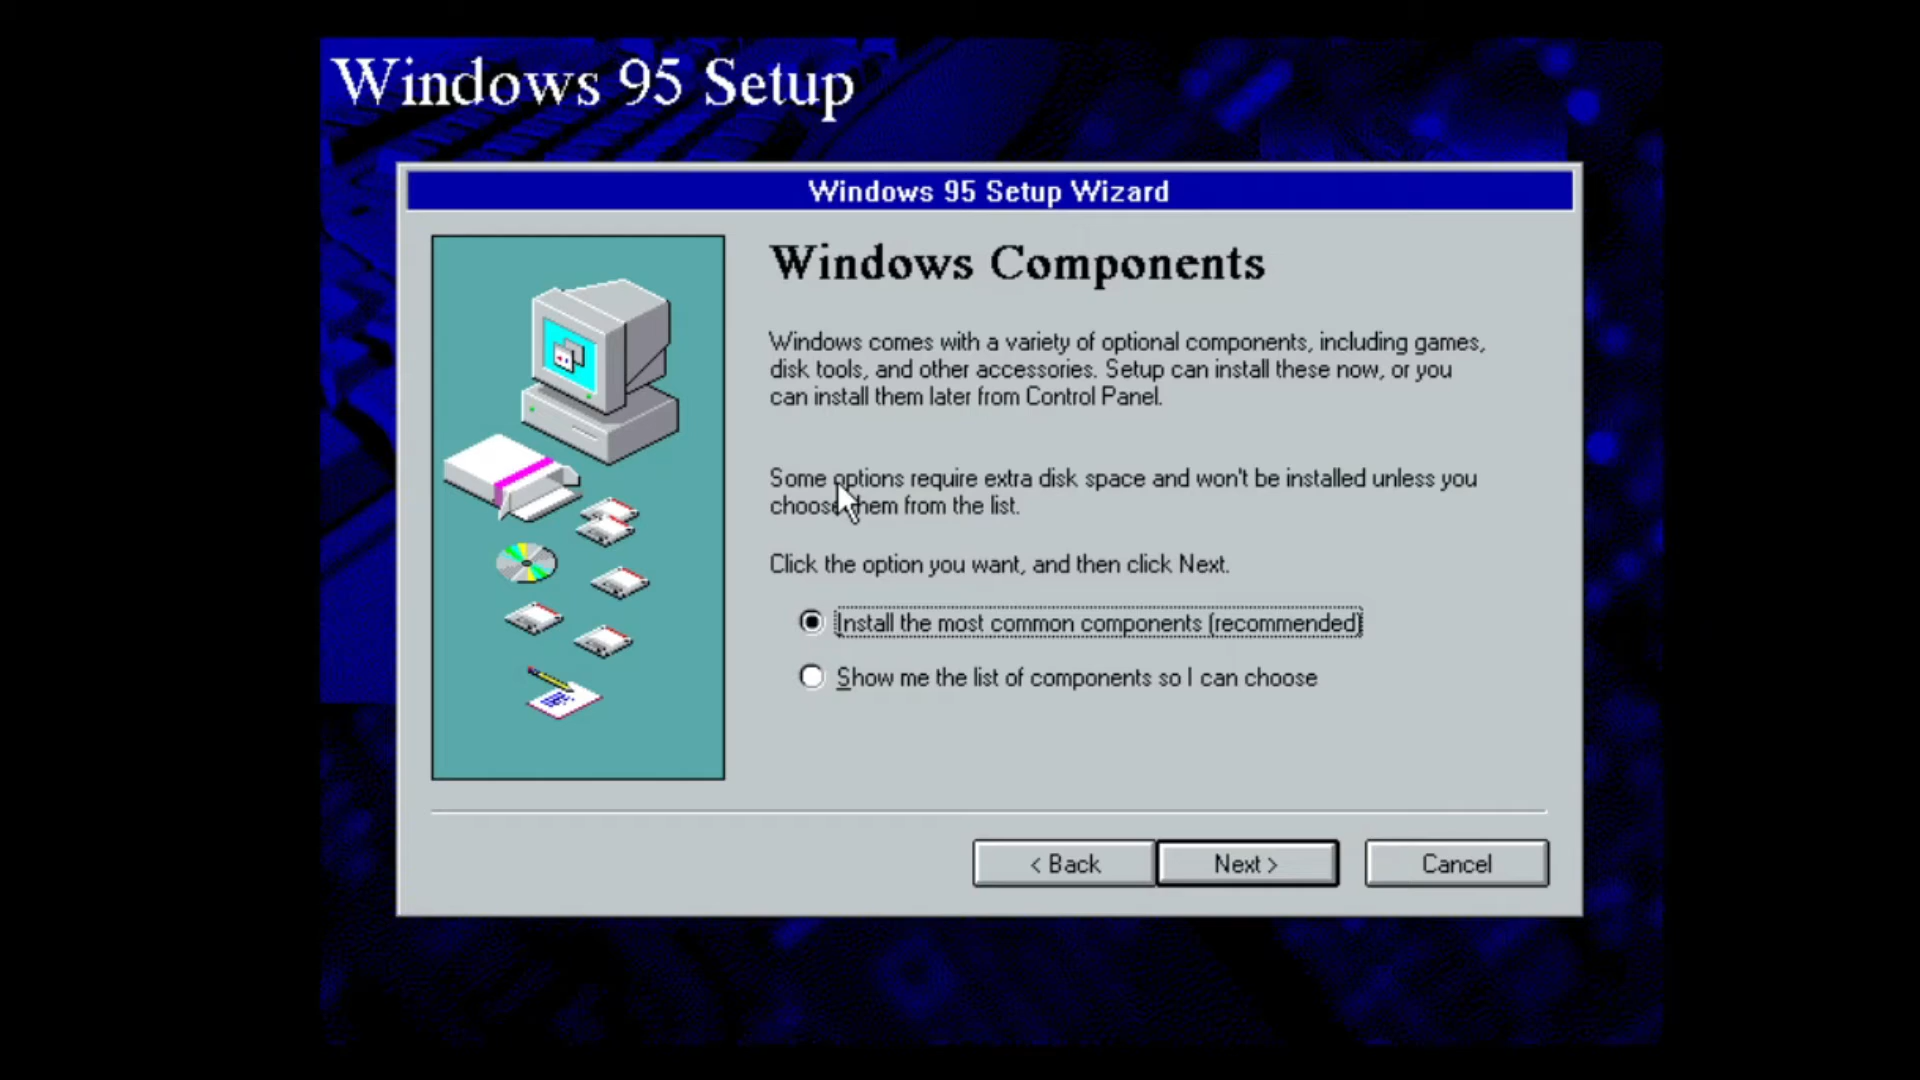 Windows 95 Setup
Windows 95 Setup Wizard
Windows Components
Windows comes with a variety of optional components, including games,
disk tools, and other accessories. Setup can install these now, or you
can install them later from Control Panel.
Some options require extra disk space and won't be installed unless you
choose them from the list.
Click the option you want, and then click Next.
Install the most common components (recommended)
Show me the list of components so I can choose
< Back
Next >
Cancel